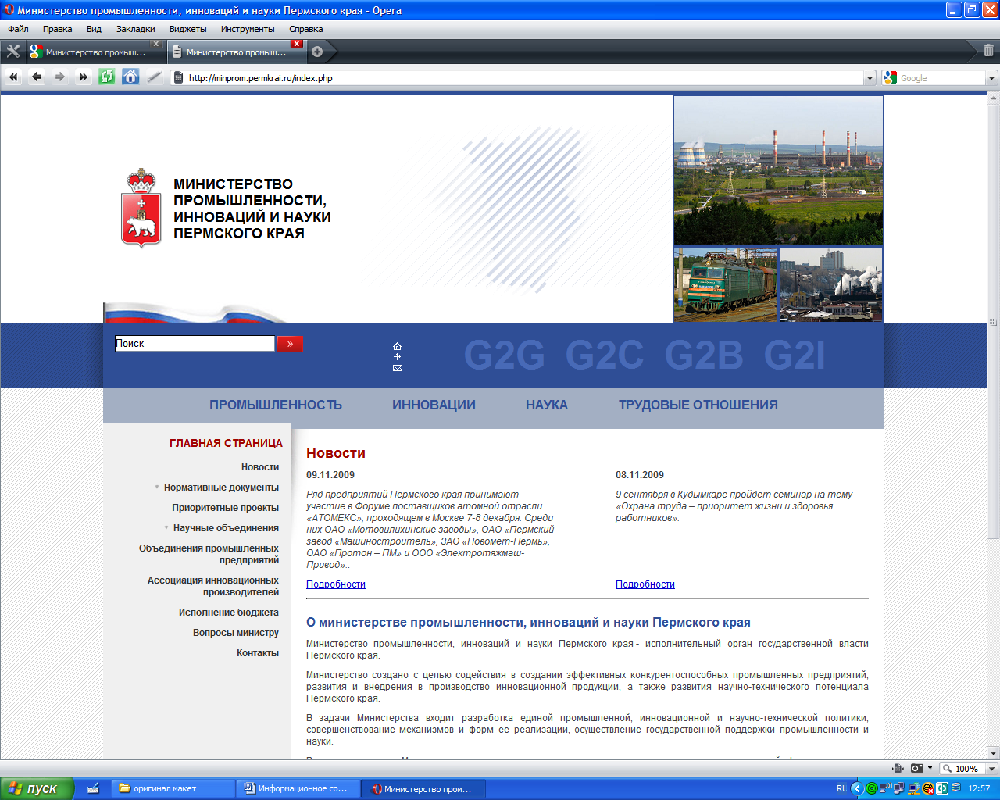 Министерство промышленности, инноваций и науки Пермского края - Opera
Файл Правка Вид Закладки Виджеты Инструменты Справка
Министерство промыш... Министерство промыш...
http://minprom.permkrai.ru/index.php Google
МИНИСТЕРСТВО
ПРОМЫШЛЕННОСТИ,
ИННОВАЦИЙ И НАУКИ
ПЕРМСКОГО КРАЯ
Поиск »
G2G G2C G2B G2I
ПРОМЫШЛЕННОСТЬ ИННОВАЦИИ НАУКА ТРУДОВЫЕ ОТНОШЕНИЯ
ГЛАВНАЯ СТРАНИЦА
Новости
Нормативные документы
Приоритетные проекты
Научные объединения
Объединения промышленных
предприятий
Ассоциация инновационных
производителей
Исполнение бюджета
Вопросы министру
Контакты
Новости
09.11.2009
Ряд предприятий Пермского края принимают
участие в Форуме поставщиков атомной отрасли
«АТОМЕКС», проходящем в Москве 7-8 декабря. Среди
них ОАО «Мотовилихинские заводы», ОАО «Пермский
завод «Машиностроитель», ЗАО «Новомет-Пермь»,
ОАО «Протон – ПМ» и ООО «Электротяжмаш-
Привод»..
Подробности
08.11.2009
9 сентября в Кудымкаре пройдет семинар на тему
«Охрана труда – приоритет жизни и здоровья
работников».
Подробности
О министерстве промышленности, инноваций и науки Пермского края
Министерство промышленности, инноваций и науки Пермского края - исполнительный орган государственной власти
Пермского края.
Министерство создано с целью содействия в создании эффективных конкурентоспособных промышленных предприятий,
развития и внедрения в производство инновационной продукции, а также развития научно-технического потенциала
Пермского края.
В задачи Министерства входит разработка единой промышленной, инновационной и научно-технической политики,
совершенствование механизмов и форм ее реализации, осуществление государственной поддержки промышленности и
науки.
100%
пуск оригинал макет Информационное со... Министерство пром... RL 12:57